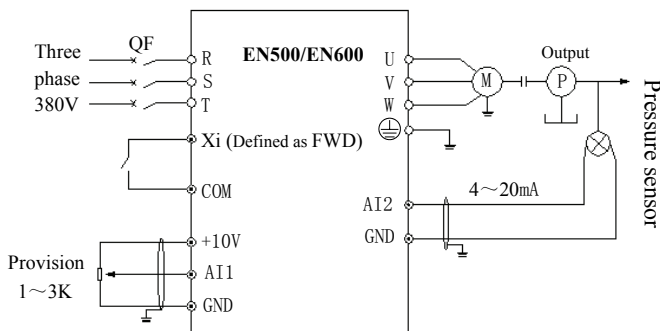 Three
phase
380V
QF
R
S
T
EN500/EN600
U
V
W
M
Output
P
Pressure sensor
Xi (Defined as FWD)
COM
4～20mA
AI2
GND
+10V
AI1
GND
Provision
1～3K